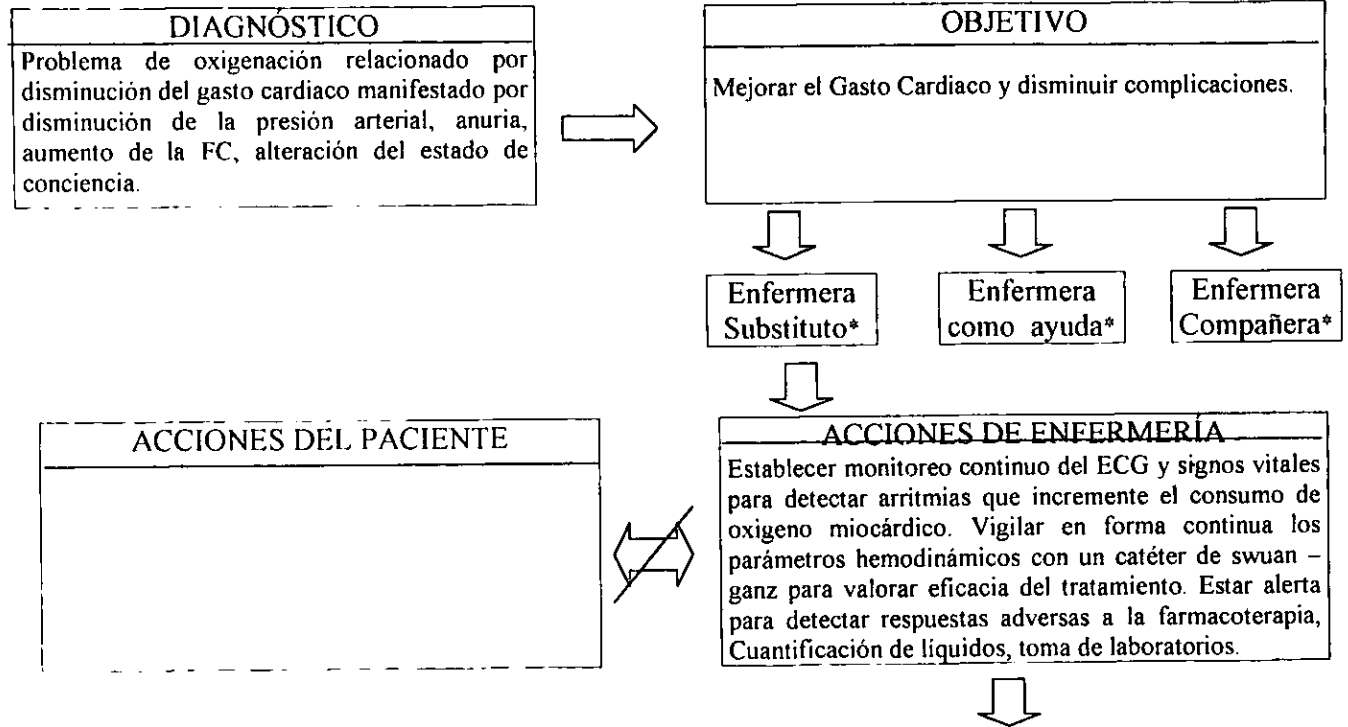 DIAGNÓSTICO
Problema de oxigenación relacionado por
disminución del gasto cardiaco manifestado por
disminución de la presión arterial, anuria,
aumento de la FC, alteración del estado de
conciencia.
OBJETIVO
Mejorar el Gasto Cardiaco y disminuir complicaciones.
Enfermera
Substituto*
Enfermera
como ayuda*
Enfermera
Compañera*
ACCIONES DEL PACIENTE
ACCIONES DE ENFERMERÍA
Establecer monitoreo continuo del ECG y signos vitales
para detectar arritmias que incremente el consumo de
oxigeno miocárdico. Vigilar en forma continua los
parámetros hemodinámicos con un catéter de swuan –
ganz para valorar eficacia del tratamiento. Estar alerta
para detectar respuestas adversas a la farmacoterapia,
Cuantificación de líquidos, toma de laboratorios.